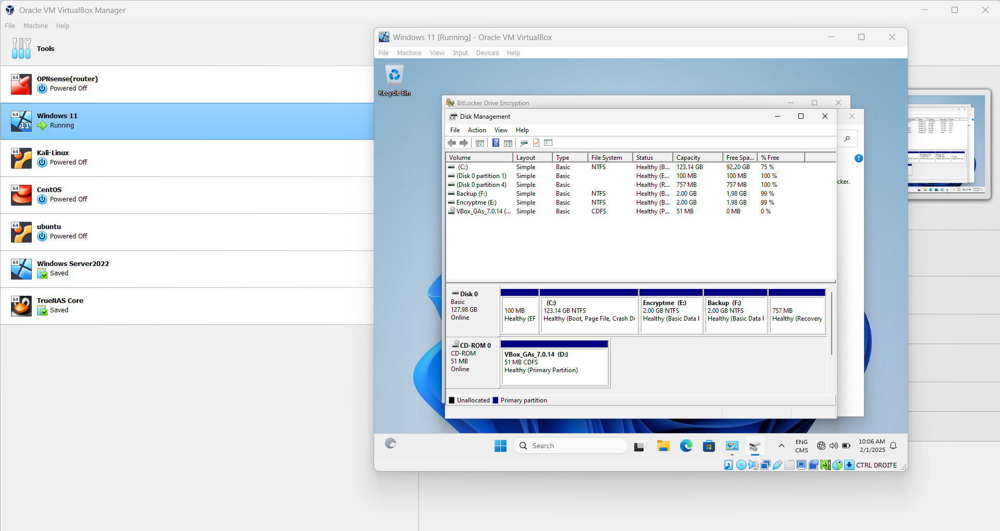 Oracle VM VirtualBox Manager
File Machine Help
Tools
64
OPNsense(router)
Powered Off
64
11
Windows 11
Running
64
Kali-Linux
Powered Off
64
CentOS
Powered Off
64
ubuntu
Powered Off
64
Windows Server2022
Saved
64
TrueNAS Core
Saved
Windows 11 [Running] - Oracle VM VirtualBox
File Machine View Input Devices Help
Recycle Bin
BitLocker Drive Encryption
cker.
Disk Management
File Action View Help
Volume Layout Type File System Status Capacity Free Spa... % Free
(C:) Simple Basic NTFS Healthy (B... 123.14 GB 92.20 GB 75 %
(Disk 0 partition 1) Simple Basic Healthy (E... 100 MB 100 MB 100 %
(Disk 0 partition 4) Simple Basic Healthy (R... 757 MB 757 MB 100 %
Backup (F:) Simple Basic NTFS Healthy (B... 2.00 GB 1.98 GB 99 %
Encryptme (E:) Simple Basic NTFS Healthy (B... 2.00 GB 1.98 GB 99 %
VBox_GAs_7.0.14 (... Simple Basic CDFS Healthy (P... 51 MB 0 MB 0 %
Disk 0
Basic
127.98 GB
Online
100 MB
Healthy (EF
(C:)
123.14 GB NTFS
Healthy (Boot, Page File, Crash Du
Encryptme (E:)
2.00 GB NTFS
Healthy (Basic Data P
Backup (F:)
2.00 GB NTFS
Healthy (Basic Data P
757 MB
Healthy (Recovery
CD-ROM 0
CD-ROM
51 MB
Online
VBox_GAs_7.0.14 (D:)
51 MB CDFS
Healthy (Primary Partition)
Unallocated Primary partition
Search
ENG
CMS
10:06 AM
2/1/2025
CTRL DROITE